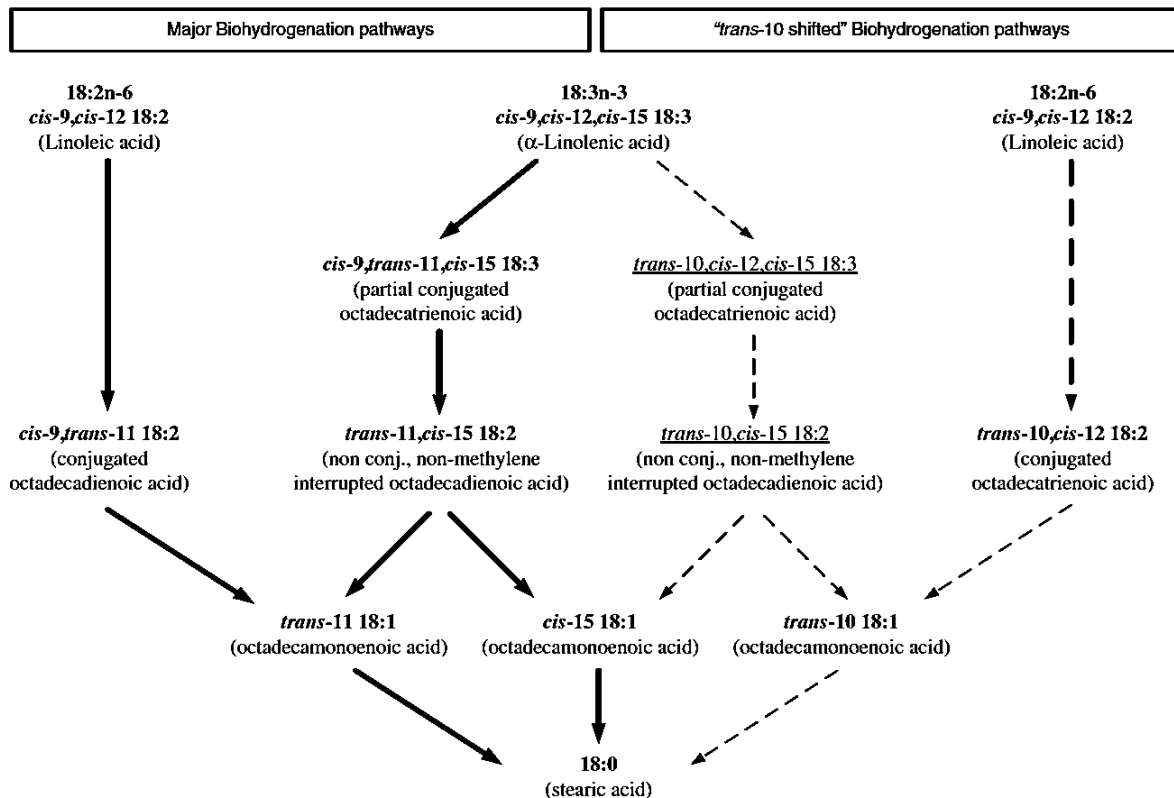 Major Biohydrogenation pathways
"trans-10 shifted" Biohydrogenation pathways
18:2n-6
cis-9,cis-12 18:2
(Linoleic acid)
18:3n-3
cis-9,cis-12,cis-15 18:3
(α-Linolenic acid)
18:2n-6
cis-9,cis-12 18:2
(Linoleic acid)
cis-9,trans-11,cis-15 18:3
(partial conjugated
octadecatrienoic acid)
trans-10,cis-12,cis-15 18:3
(partial conjugated
octadecatrienoic acid)
cis-9,trans-11 18:2
(conjugated
octadecadienoic acid)
trans-11,cis-15 18:2
(non conj., non-methylene
interrupted octadecadienoic acid)
trans-10,cis-15 18:2
(non conj., non-methylene
interrupted octadecadienoic acid)
trans-10,cis-12 18:2
(conjugated
octadecatrienoic acid)
trans-11 18:1
(octadecamonoenoic acid)
cis-15 18:1
(octadecamonoenoic acid)
trans-10 18:1
(octadecamonoenoic acid)
18:0
(stearic acid)